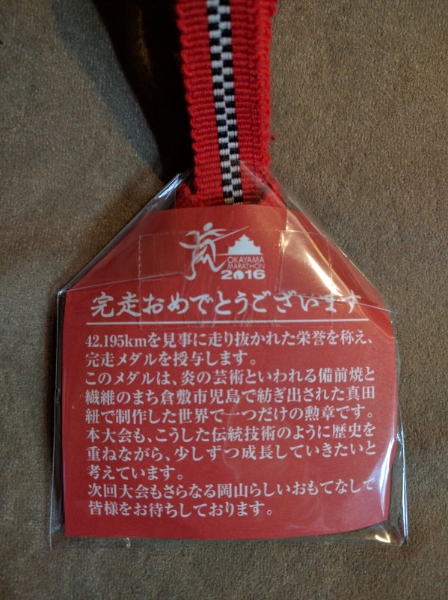 OKAYAMA
MARATHON
2016
完走おめでとうございます
42.195kmを見事に走り抜かれた栄誉を称え、
完走メダルを授与します。
このメダルは、炎の芸術といわれる備前焼と
繊維のまち倉敷市児島で紡ぎ出された真田
紐で制作した世界で一つだけの勲章です。
本大会も、こうした伝統技術のように歴史を
重ねながら、少しずつ成長していきたいと
考えています。
次回大会もさらなる岡山らしいおもてなしで
皆様をお待ちしております。